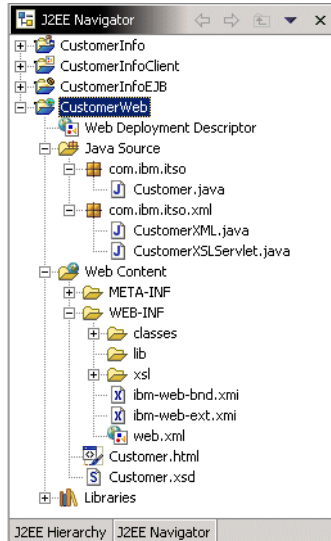 J2EE Navigator
CustomerInfo
CustomerInfoClient
CustomerInfoEJB
CustomerWeb
Web Deployment Descriptor
Java Source
com.ibm.itso
Customer.java
com.ibm.itso.xml
CustomerXML.java
CustomerXSLServlet.java
Web Content
META-INF
WEB-INF
classes
lib
xsl
ibm-web-bnd.xmi
ibm-web-ext.xmi
web.xml
Customer.html
Customer.xsd
Libraries
J2EE Hierarchy J2EE Navigator